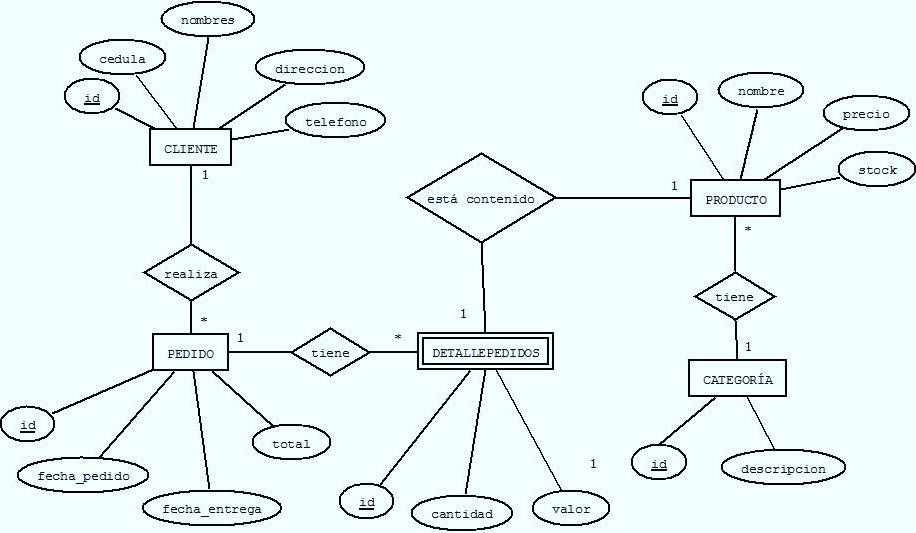 nombres
cedula
direccion
id
telefono
CLIENTE
1
realiza
*
PEDIDO
1
tiene
*
id
fecha_pedido
fecha_entrega
total
está contenido
1
1
DETALLEPEDIDOS
id
cantidad
valor
1
id
nombre
precio
stock
PRODUCTO
*
tiene
1
CATEGORÍA
id
descripcion